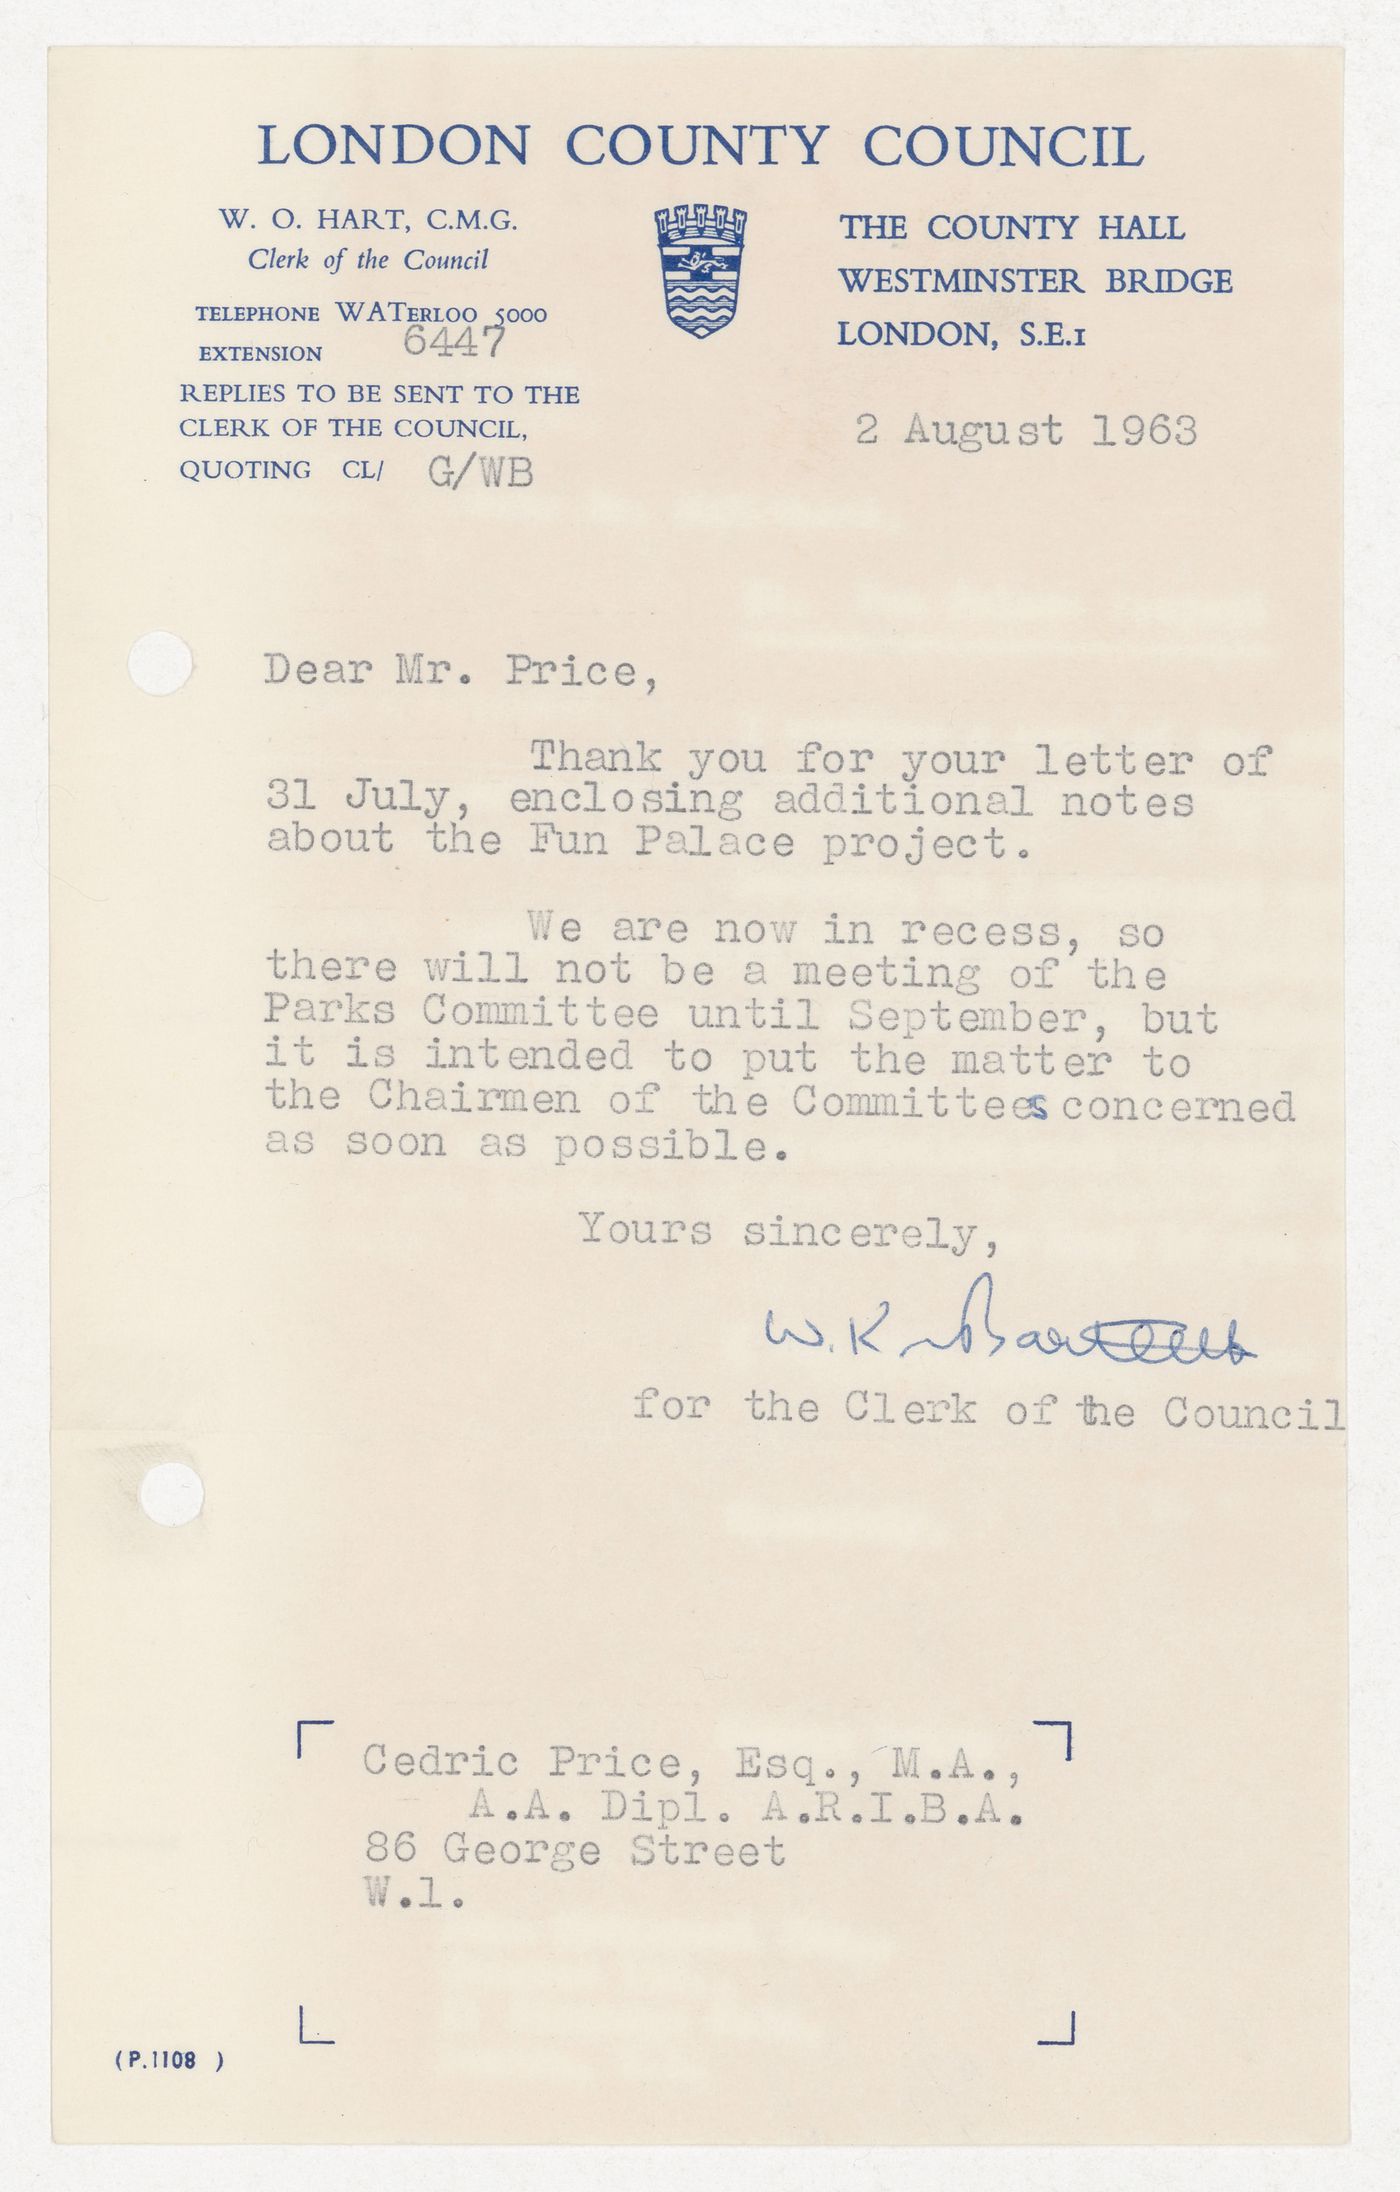 LONDON COUNTY COUNCIL
W. O. HART, C.M.G.
Clerk of the Council
TELEPHONE WATERLOO 5000
EXTENSION 6447
REPLIES TO BE SENT TO THE
CLERK OF THE COUNCIL,
QUOTING CL/ G/WB
THE COUNTY HALL
WESTMINSTER BRIDGE
LONDON, S.E.1
2 August 1963
Dear Mr. Price,
Thank you for your letter of
31 July, enclosing additional notes
about the Fun Palace project.
We are now in recess, so
there will not be a meeting of the
Parks Committee until September, but
it is intended to put the matter to
the Chairmen of the Committees concerned
as soon as possible.
Yours sincerely,
W. K.
for the Clerk of the Council
Cedric Price, Esq., M.A.,
A.A. Dipl. A.R.I.B.A.
86 George Street
W.1.
(P.1108 )